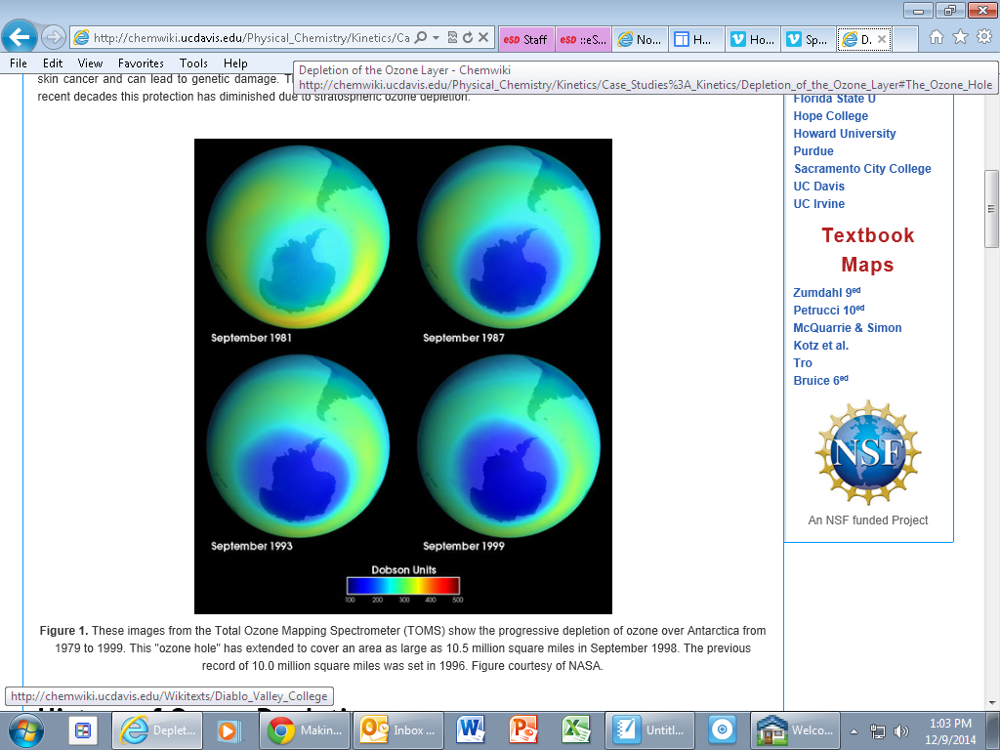 http://chemwiki.ucdavis.edu/Physical_Chemistry/Kinetics/Ca
eSD Staff
eSD ::eS...
No...
H...
Ho...
Sp...
D...
File Edit View Favorites Tools Help
Depletion of the Ozone Layer - Chemwiki
http://chemwiki.ucdavis.edu/Physical_Chemistry/Kinetics/Case_Studies%3A_Kinetics/Depletion_of_the_Ozone_Layer#The_Ozone_Hole
skin cancer and can lead to genetic damage.
recent decades this protection has diminished due to stratospheric ozone depletion.
September 1981
September 1987
September 1993
September 1999
Dobson Units
100 200 300 400 500
Figure 1. These images from the Total Ozone Mapping Spectrometer (TOMS) show the progressive depletion of ozone over Antarctica from
1979 to 1999. This "ozone hole" has extended to cover an area as large as 10.5 million square miles in September 1998. The previous
record of 10.0 million square miles was set in 1996. Figure courtesy of NASA.
Florida State U
Hope College
Howard University
Purdue
Sacramento City College
UC Davis
UC Irvine
Textbook
Maps
Zumdahl 9ed
Petrucci 10ed
McQuarrie & Simon
Kotz et al.
Tro
Bruice 6ed
NSF
An NSF funded Project
http://chemwiki.ucdavis.edu/Wikitexts/Diablo_Valley_College
Deplet...
Makin...
Inbox ...
Untitl...
Welco...
1:03 PM
12/9/2014